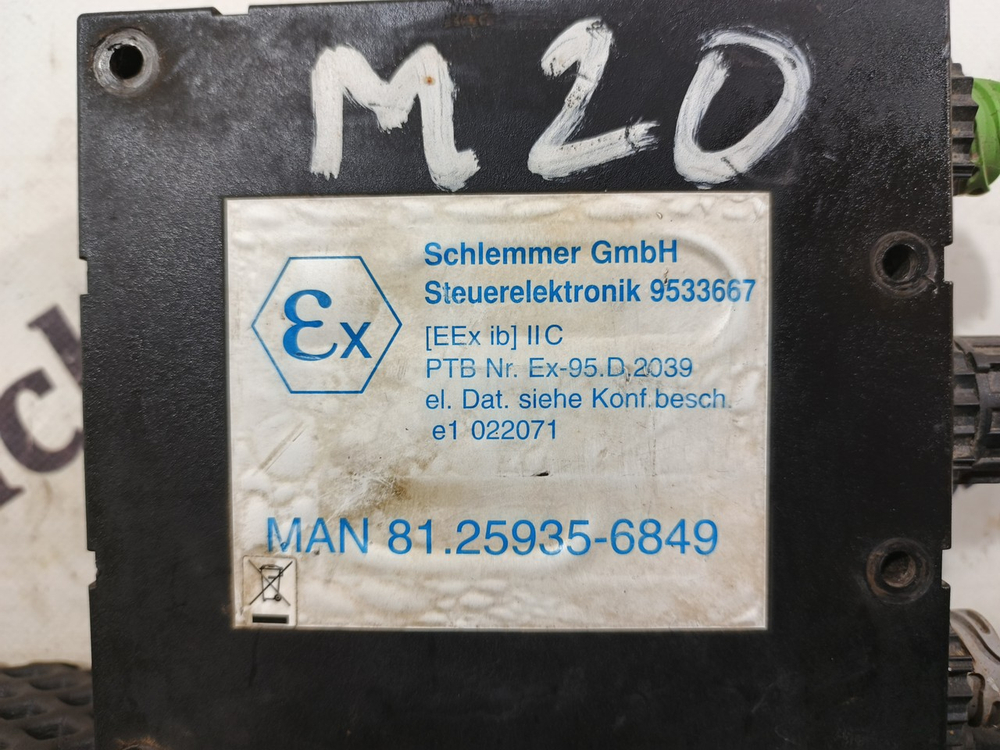 M20
Ex
Schlemmer GmbH
Steuerelektronik 9533667
[EEx ib] IIC
PTB Nr. Ex-95.D.2039
el. Dat. siehe Konf.besch.
e1 022071
MAN 81.25935-6849